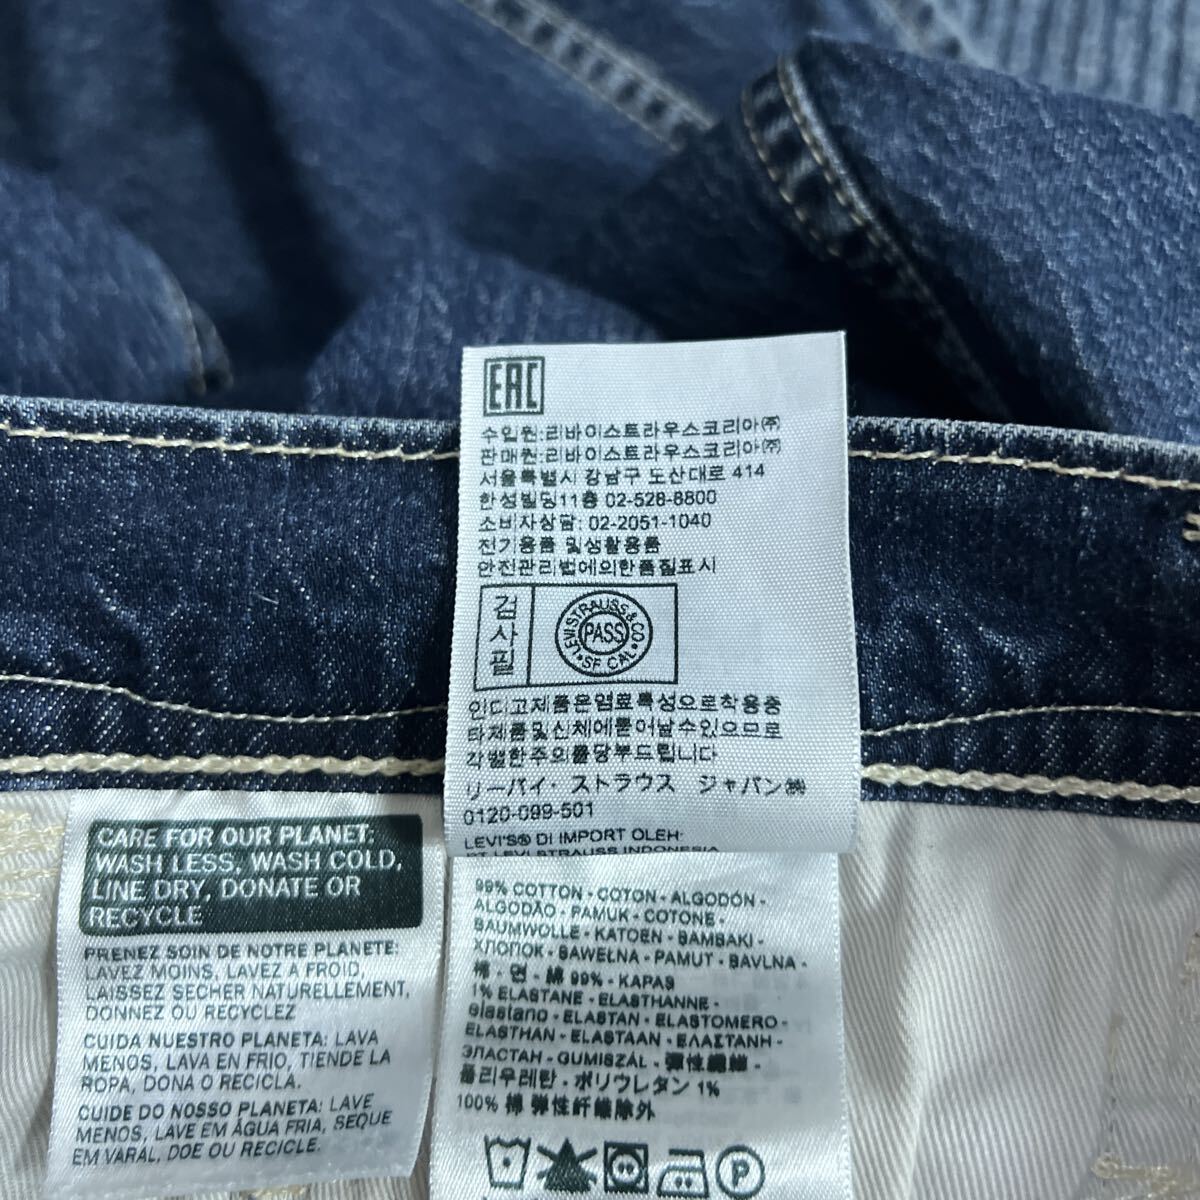 EAC
수입원:리바이스트라우스코리아㈜
판매원:리바이스트라우스코리아㈜
서울특별시 강남구 도산대로 414
한성빌딩11층 02-528-8800
소비자상담: 02-2051-1040
전기용품 및생활용품
안전관리법에의한품질표시
검사필
LEVI STRAUSS & CO
PASS
SF CAL
인디고제품은염료특성으로착용중
타제품및신체에묻어날수있으므로
각별한주의를당부드립니다
リーバイ・ストラウス ジャパン㈱
0120-099-501
LEVI'S® DI IMPORT OLEH:
PT LEVI STRAUSS INDONESIA
CARE FOR OUR PLANET:
WASH LESS, WASH COLD,
LINE DRY, DONATE OR
RECYCLE
PRENEZ SOIN DE NOTRE PLANETE:
LAVEZ MOINS, LAVEZ A FROID,
LAISSEZ SECHER NATURELLEMENT,
DONNEZ OU RECYCLEZ
CUIDA NUESTRO PLANETA: LAVA
MENOS, LAVA EN FRIO, TIENDE LA
ROPA, DONA O RECICLA.
CUIDE DO NOSSO PLANETA: LAVE
MENOS, LAVE EM ÁGUA FRIA, SEQUE
EM VARAL, DOE OU RECICLE.
99% COTTON - COTON - ALGODÓN -
ALGODÃO - PAMUK - COTONE -
BAUMWOLLE - KATOEN - BAMBAKI -
ХЛОПОК - BAWEŁNA - PAMUT - BAVLNA -
棉 - 면 - 綿 99% - KAPAS
1% ELASTANE - ELASTHANNE -
elastano - ELASTAN - ELASTOMERO -
ELASTHAN - ELASTAAN - ΕΛΑΣΤΑΝΗ -
ЭЛАСТАН - GUMISZÁL - 彈性纖維 -
폴리우레탄 - ポリウレタン 1%
100% 棉 弹性纤维除外
P